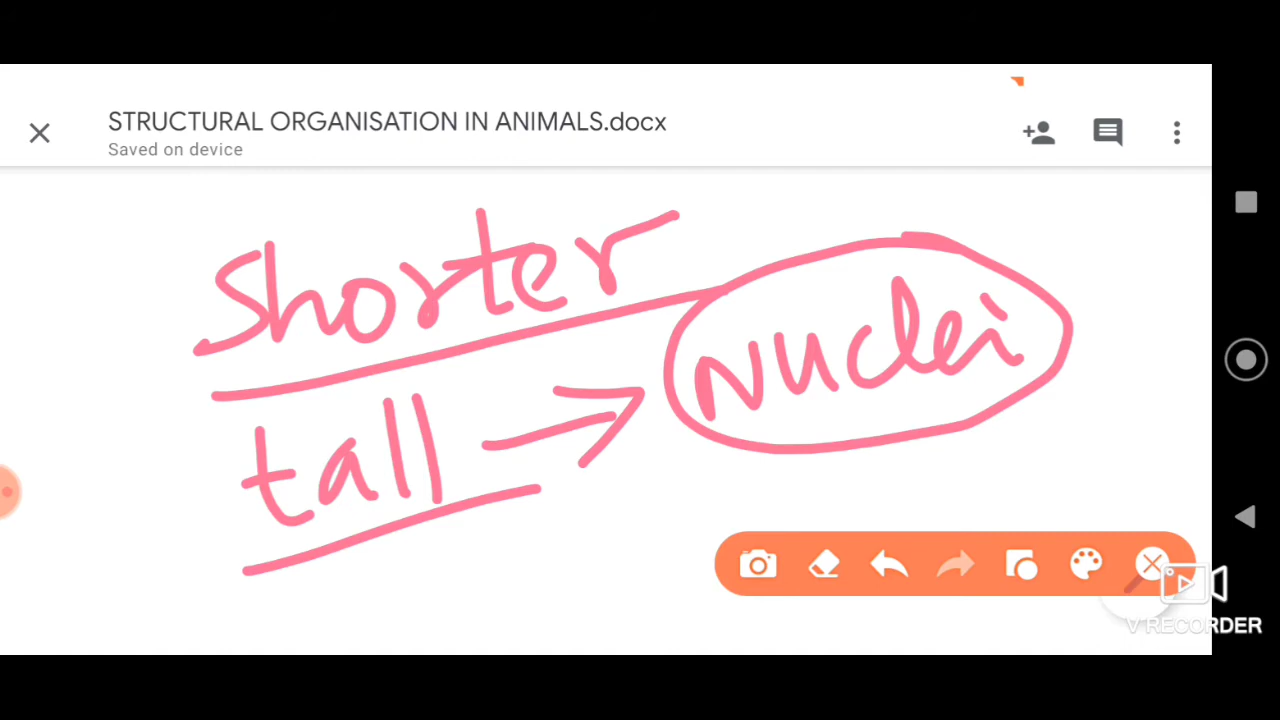 STRUCTURAL ORGANISATION IN ANIMALS.docx
Saved on device
Shorter
tall → Nuclei
V RECORDER